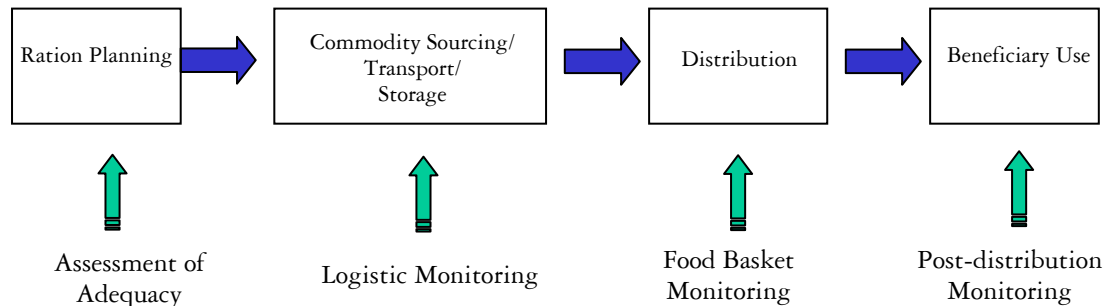 Ration Planning
Commodity Sourcing/
Transport/
Storage
Distribution
Beneficiary Use
Assessment of
Adequacy
Logistic Monitoring
Food Basket
Monitoring
Post-distribution
Monitoring